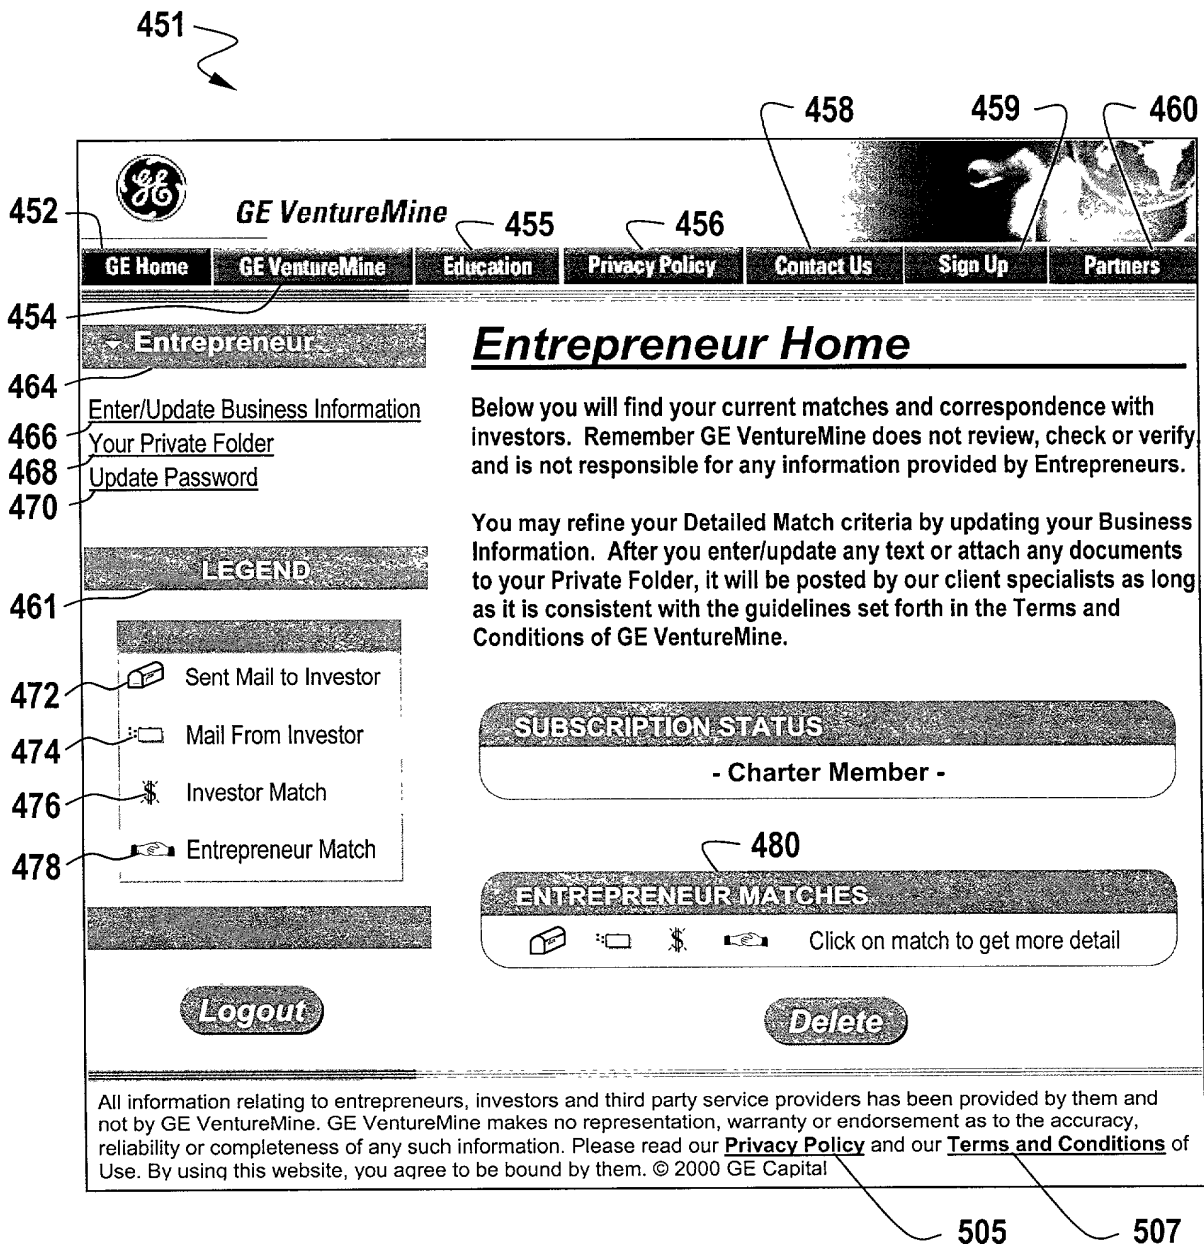 451
458 459 460
GE
452
GE VentureMine
455 456
GE Home GE VentureMine Education Privacy Policy Contact Us Sign Up Partners
454
Entrepreneur
464
Enter/Update Business Information
466
Your Private Folder
468
Update Password
470
LEGEND
461
Sent Mail to Investor
472
Mail From Investor
474
$ Investor Match
476
Entrepreneur Match
478
Logout
Entrepreneur Home
Below you will find your current matches and correspondence with
investors. Remember GE VentureMine does not review, check or verify,
and is not responsible for any information provided by Entrepreneurs.
You may refine your Detailed Match criteria by updating your Business
Information. After you enter/update any text or attach any documents
to your Private Folder, it will be posted by our client specialists as long
as it is consistent with the guidelines set forth in the Terms and
Conditions of GE VentureMine.
SUBSCRIPTION STATUS
- Charter Member -
480
ENTREPRENEUR MATCHES
$ Click on match to get more detail
Delete
All information relating to entrepreneurs, investors and third party service providers has been provided by them and
not by GE VentureMine. GE VentureMine makes no representation, warranty or endorsement as to the accuracy,
reliability or completeness of any such information. Please read our Privacy Policy and our Terms and Conditions of
Use. By using this website, you agree to be bound by them. © 2000 GE Capital
505 507